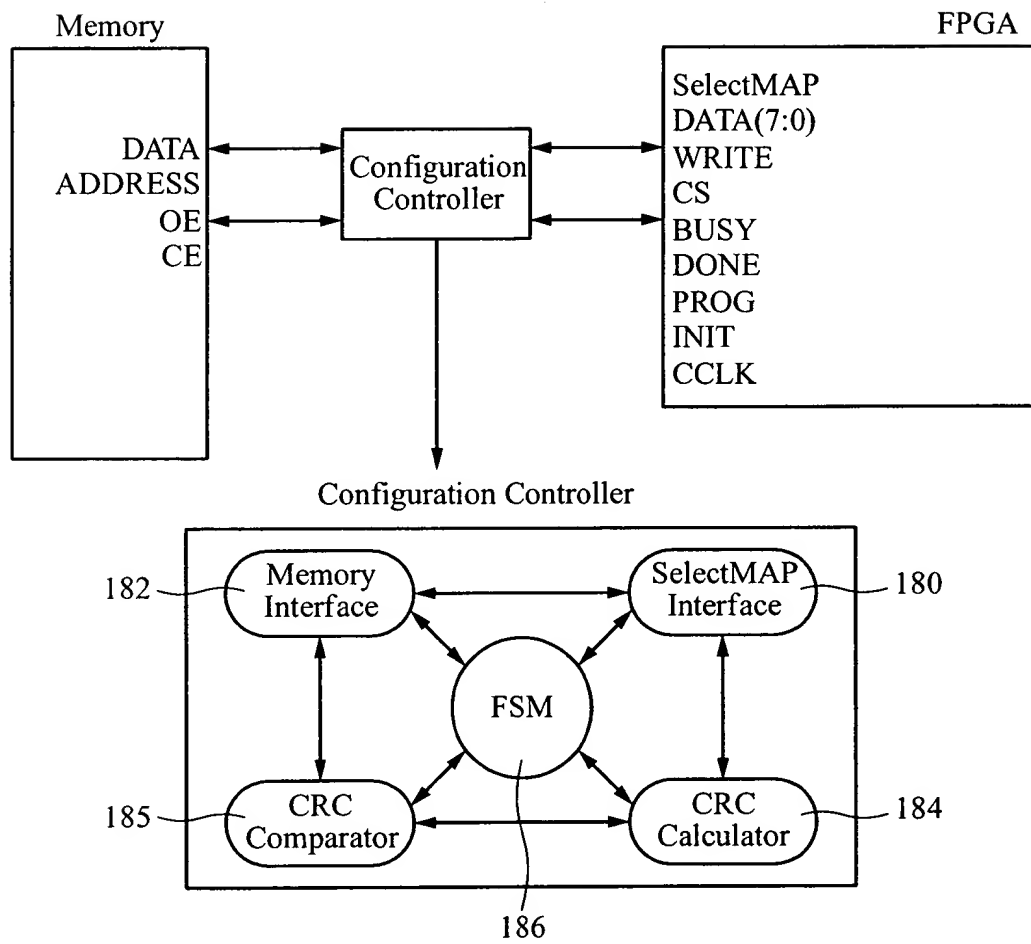 Memory
FPGA
DATA
ADDRESS
OE
CE
Configuration
Controller
SelectMAP
DATA(7:0)
WRITE
CS
BUSY
DONE
PROG
INIT
CCLK
Configuration Controller
182
Memory
Interface
SelectMAP
Interface
180
FSM
185
CRC
Comparator
CRC
Calculator
184
186